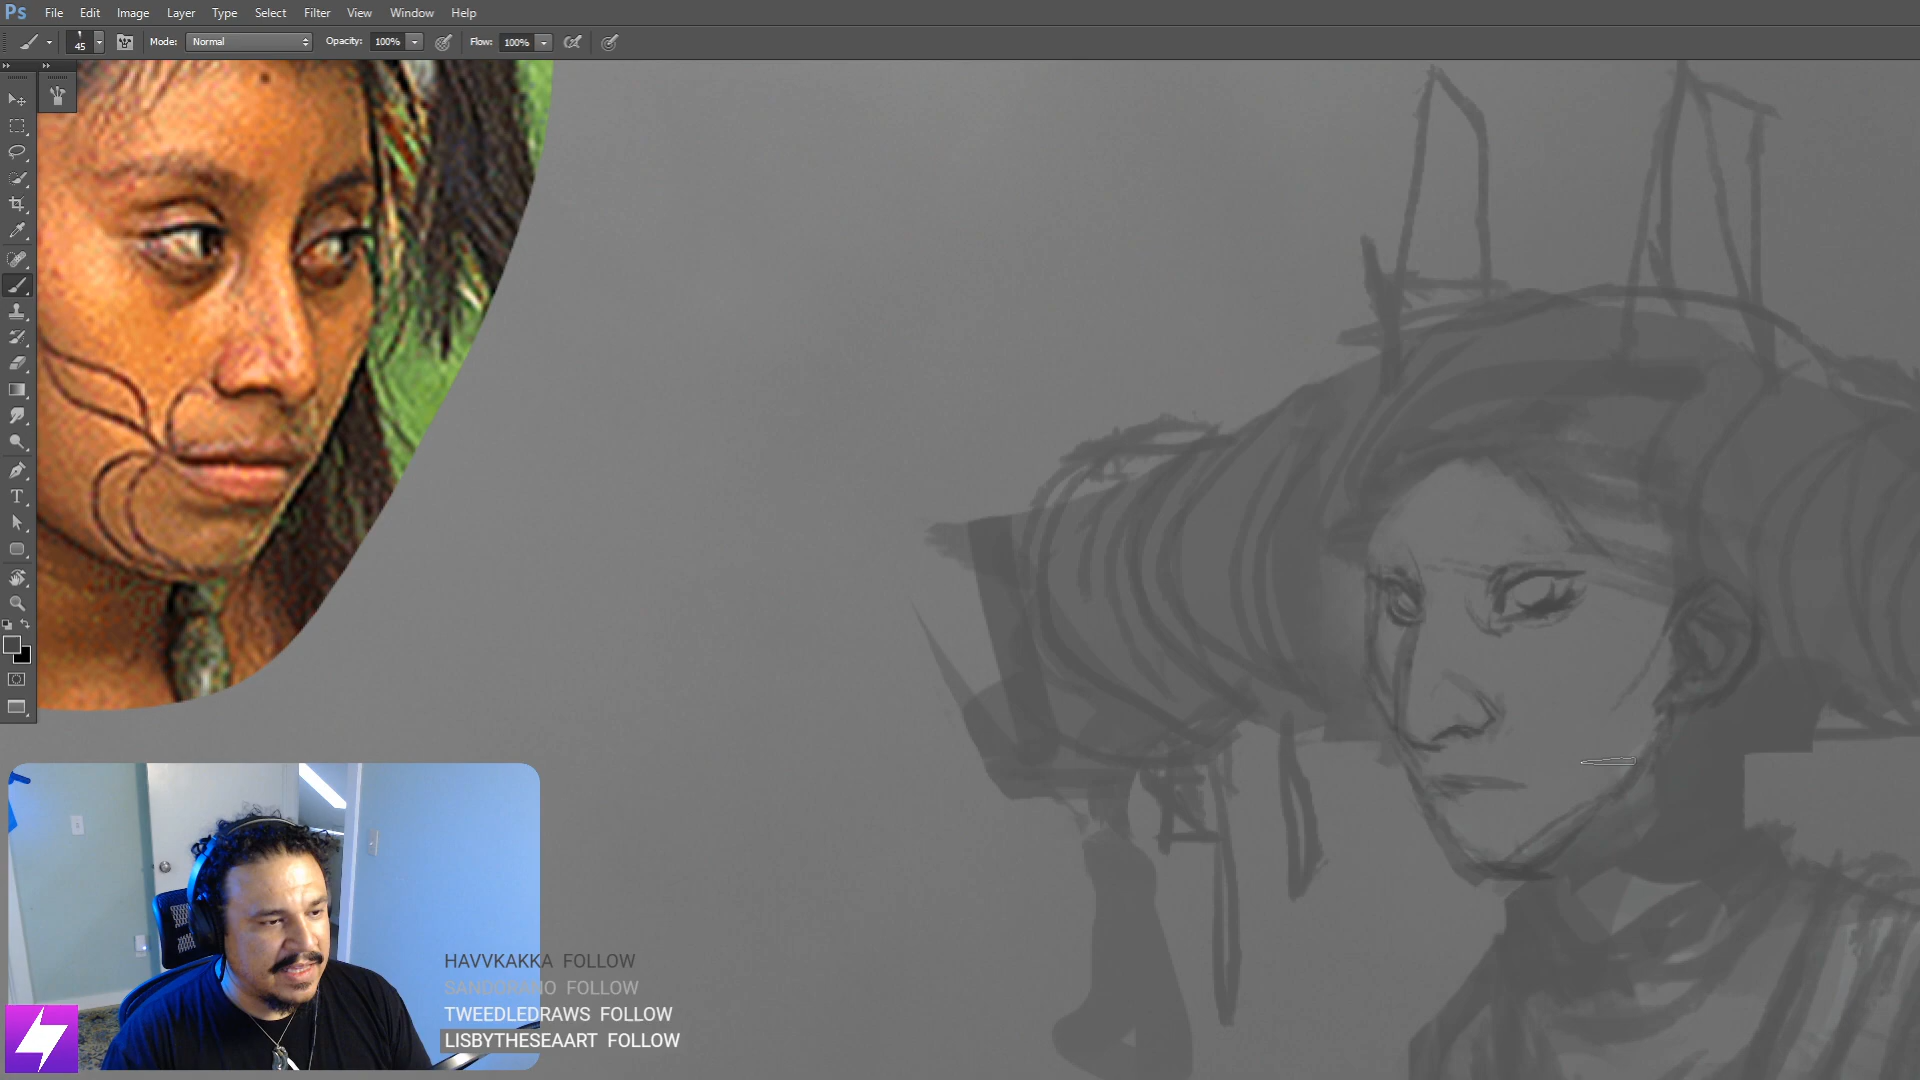 Ps File Edit Image Layer Type Select Filter View Window Help
45 Mode: Normal Opacity: 100% Flow: 100%
T
HAVVKAKKA FOLLOW
SANDORANO FOLLOW
TWEEDLEDRAWS FOLLOW
LISBYTHESEAART FOLLOW